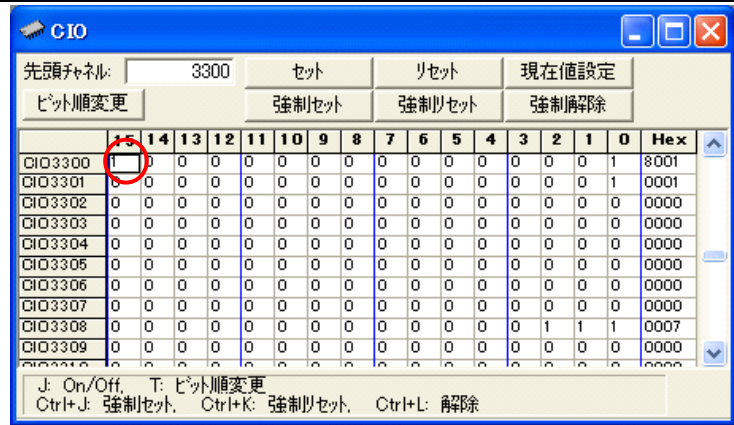 CIO
先頭チャネル: 3300 セット リセット 現在値設定
ビット順変更 強制セット 強制リセット 強制解除
15 14 13 12 11 10 9 8 7 6 5 4 3 2 1 0 Hex
CIO3300 1 0 0 0 0 0 0 0 0 0 0 0 0 0 0 1 8001
CIO3301 0 0 0 0 0 0 0 0 0 0 0 0 0 0 0 1 0001
CIO3302 0 0 0 0 0 0 0 0 0 0 0 0 0 0 0 0 0000
CIO3303 0 0 0 0 0 0 0 0 0 0 0 0 0 0 0 0 0000
CIO3304 0 0 0 0 0 0 0 0 0 0 0 0 0 0 0 0 0000
CIO3305 0 0 0 0 0 0 0 0 0 0 0 0 0 0 0 0 0000
CIO3306 0 0 0 0 0 0 0 0 0 0 0 0 0 0 0 0 0000
CIO3307 0 0 0 0 0 0 0 0 0 0 0 0 0 0 0 0 0000
CIO3308 0 0 0 0 0 0 0 0 0 0 0 0 0 1 1 1 0007
CIO3309 0 0 0 0 0 0 0 0 0 0 0 0 0 0 0 0 0000
J: On/Off, T: ビット順変更
Ctrl+J: 強制セット, Ctrl+K: 強制リセット, Ctrl+L: 解除